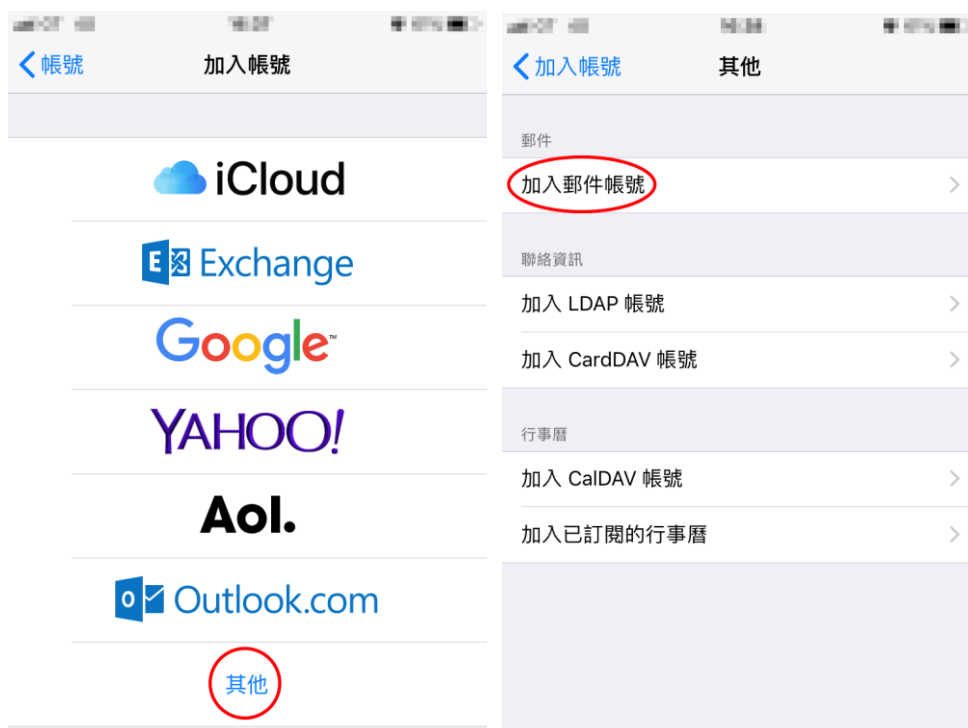 帳號
加入帳號
iCloud
Exchange
Google™
YAHOO!
Aol.
Outlook.com
其他
加入帳號
其他
郵件
加入郵件帳號
聯絡資訊
加入 LDAP 帳號
加入 CardDAV 帳號
行事曆
加入 CalDAV 帳號
加入已訂閱的行事曆